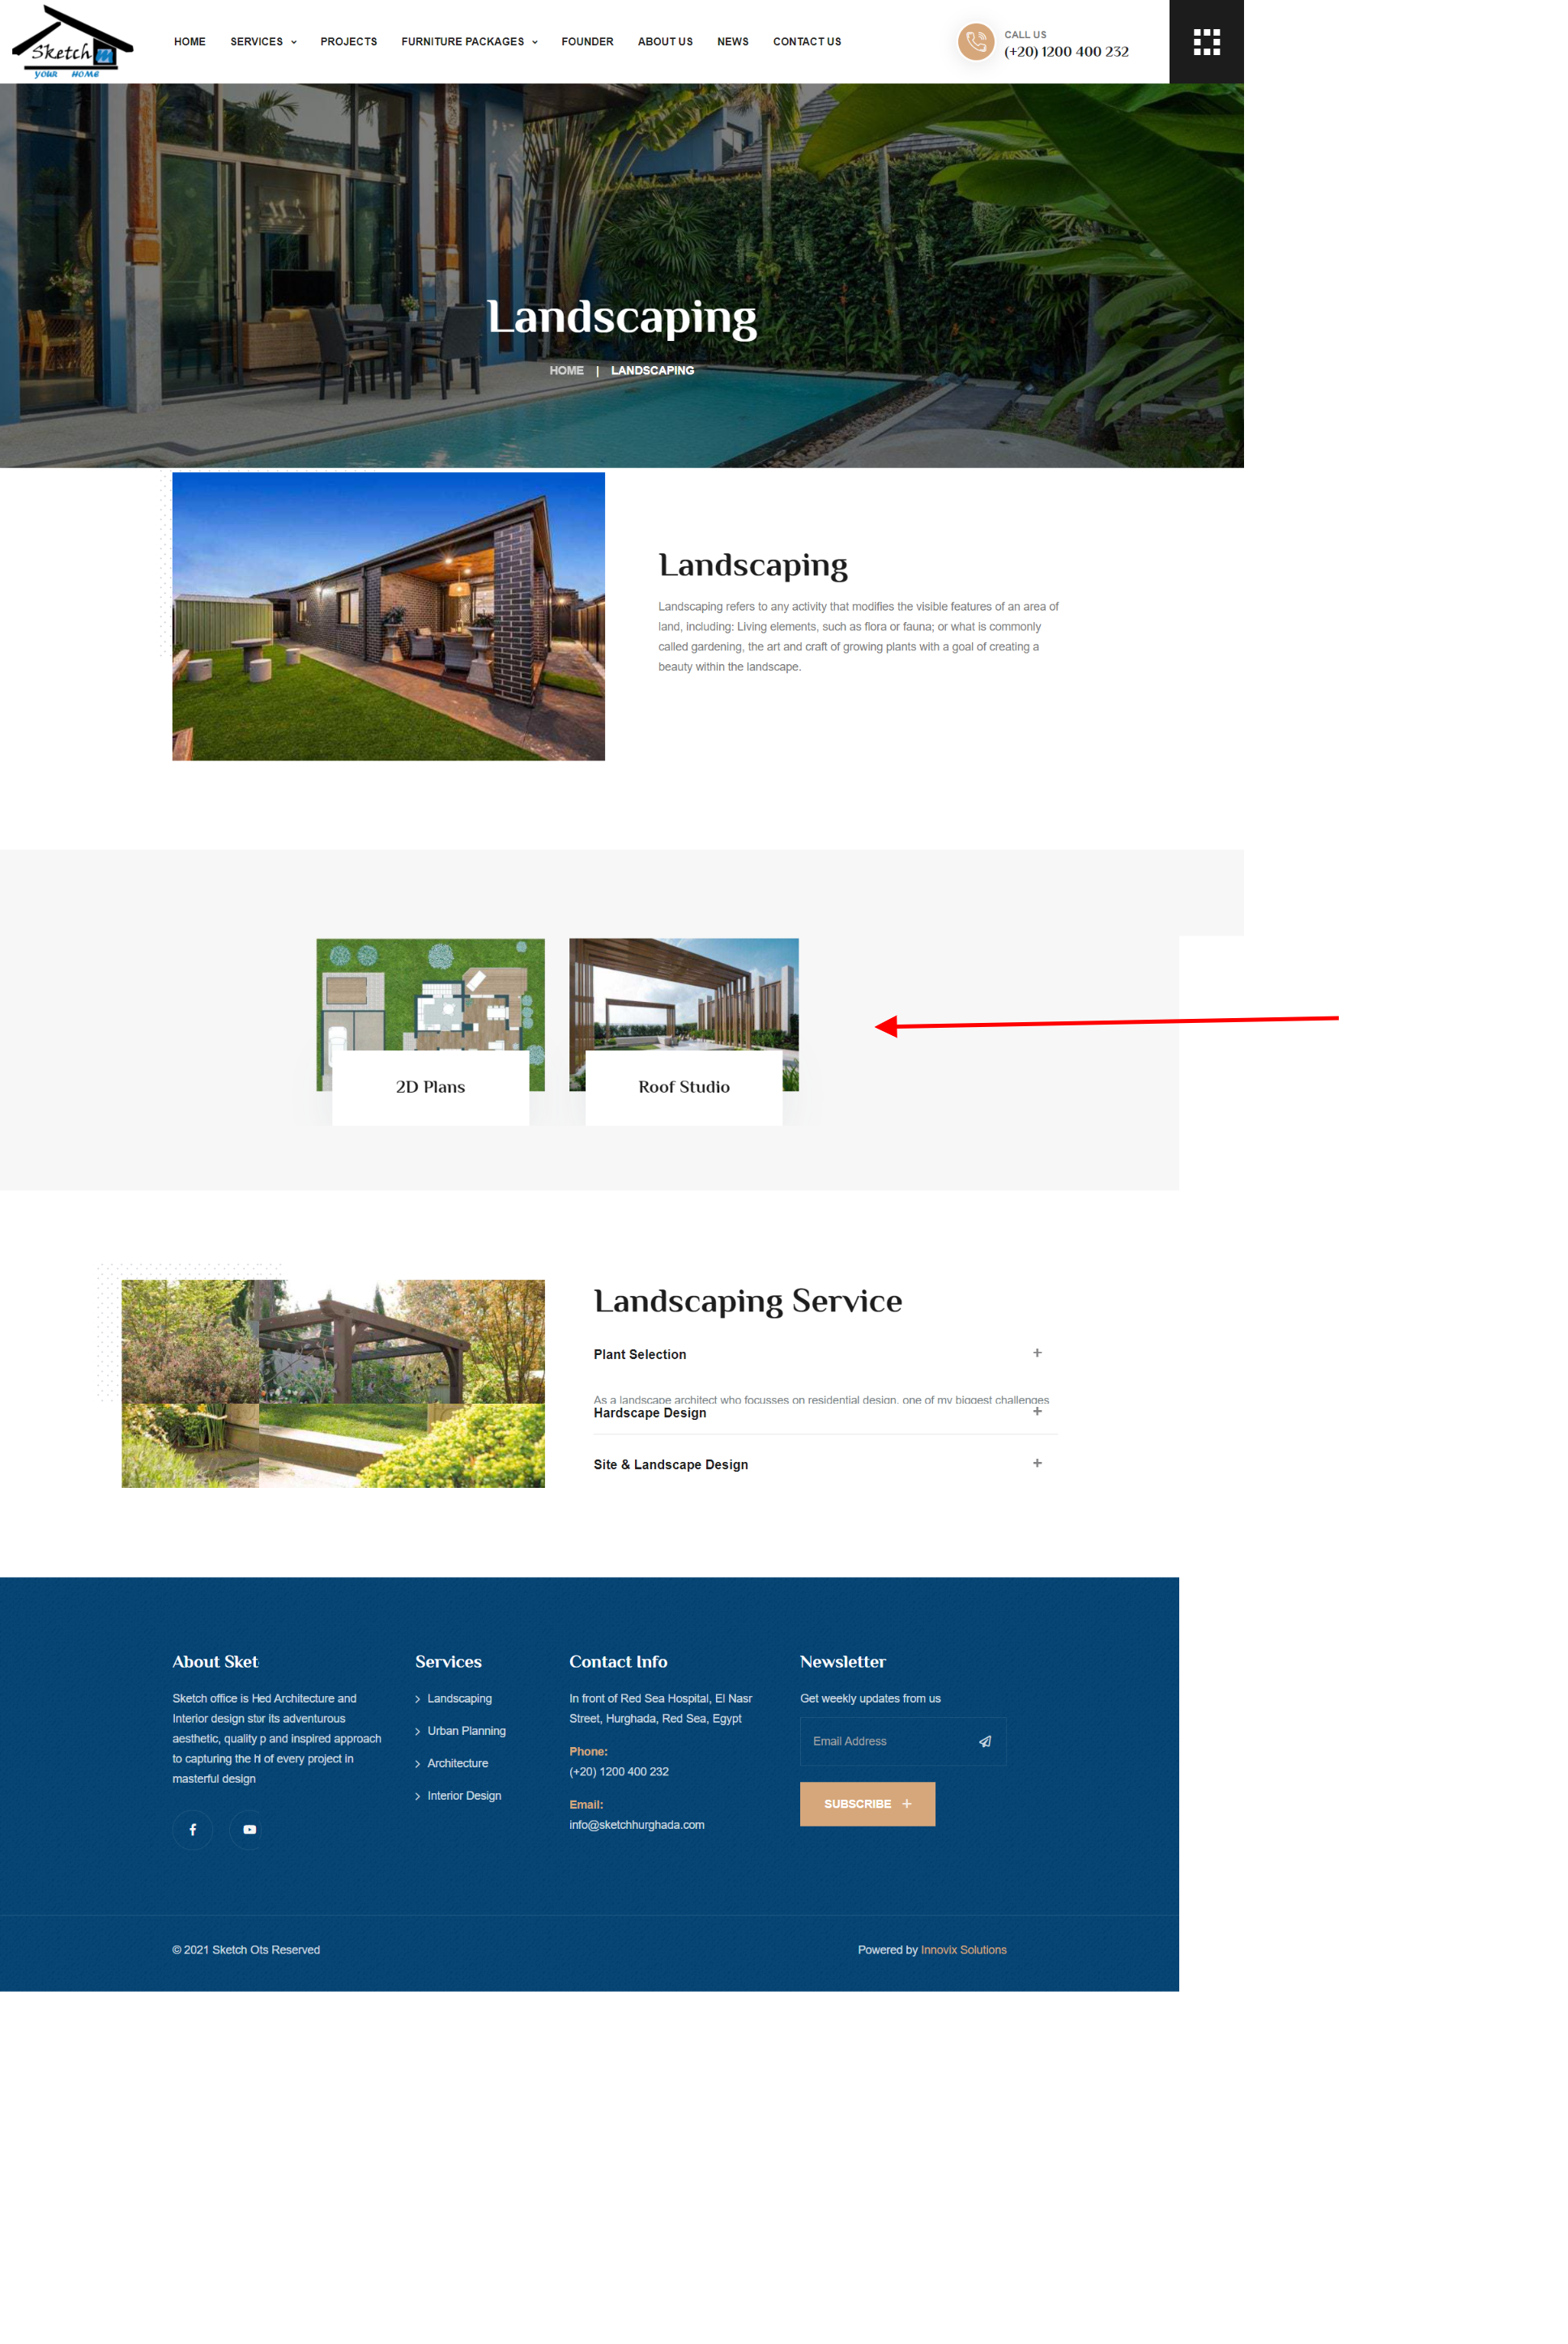 Sketch
YOUR HOME
HOME SERVICES PROJECTS FURNITURE PACKAGES FOUNDER ABOUT US NEWS CONTACT US
CALL US
(+20) 1200 400 232
Landscaping
HOME | LANDSCAPING
Landscaping
Landscaping refers to any activity that modifies the visible features of an area of
land, including: Living elements, such as flora or fauna; or what is commonly
called gardening, the art and craft of growing plants with a goal of creating a
beauty within the landscape.
2D Plans
Roof Studio
Landscaping Service
Plant Selection +
As a landscape architect who focusses on residential design, one of my biggest challenges
Hardscape Design +
Site & Landscape Design +
About Sket
Sketch office is Hed Architecture and
Interior design stor its adventurous
aesthetic, quality p and inspired approach
to capturing the H of every project in
masterful design
Services
Landscaping
Urban Planning
Architecture
Interior Design
Contact Info
In front of Red Sea Hospital, El Nasr
Street, Hurghada, Red Sea, Egypt
Phone:
(+20) 1200 400 232
Email:
info@sketchhurghada.com
Newsletter
Get weekly updates from us
Email Address
SUBSCRIBE +
© 2021 Sketch Ots Reserved
Powered by Innovix Solutions